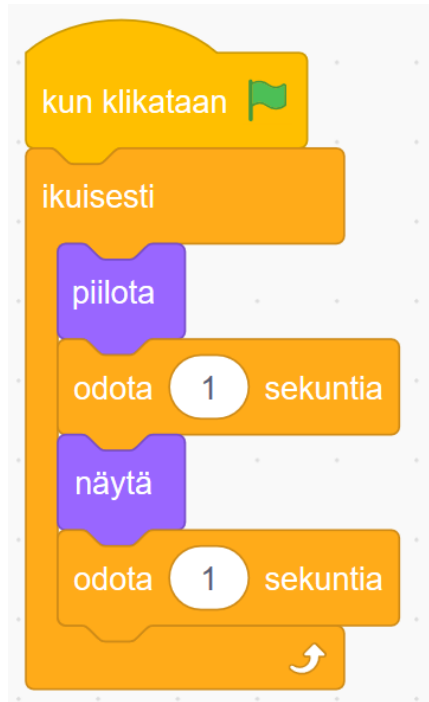 kun klikataan
ikuisesti
piilota
odota 1 sekuntia
näytä
odota 1 sekuntia